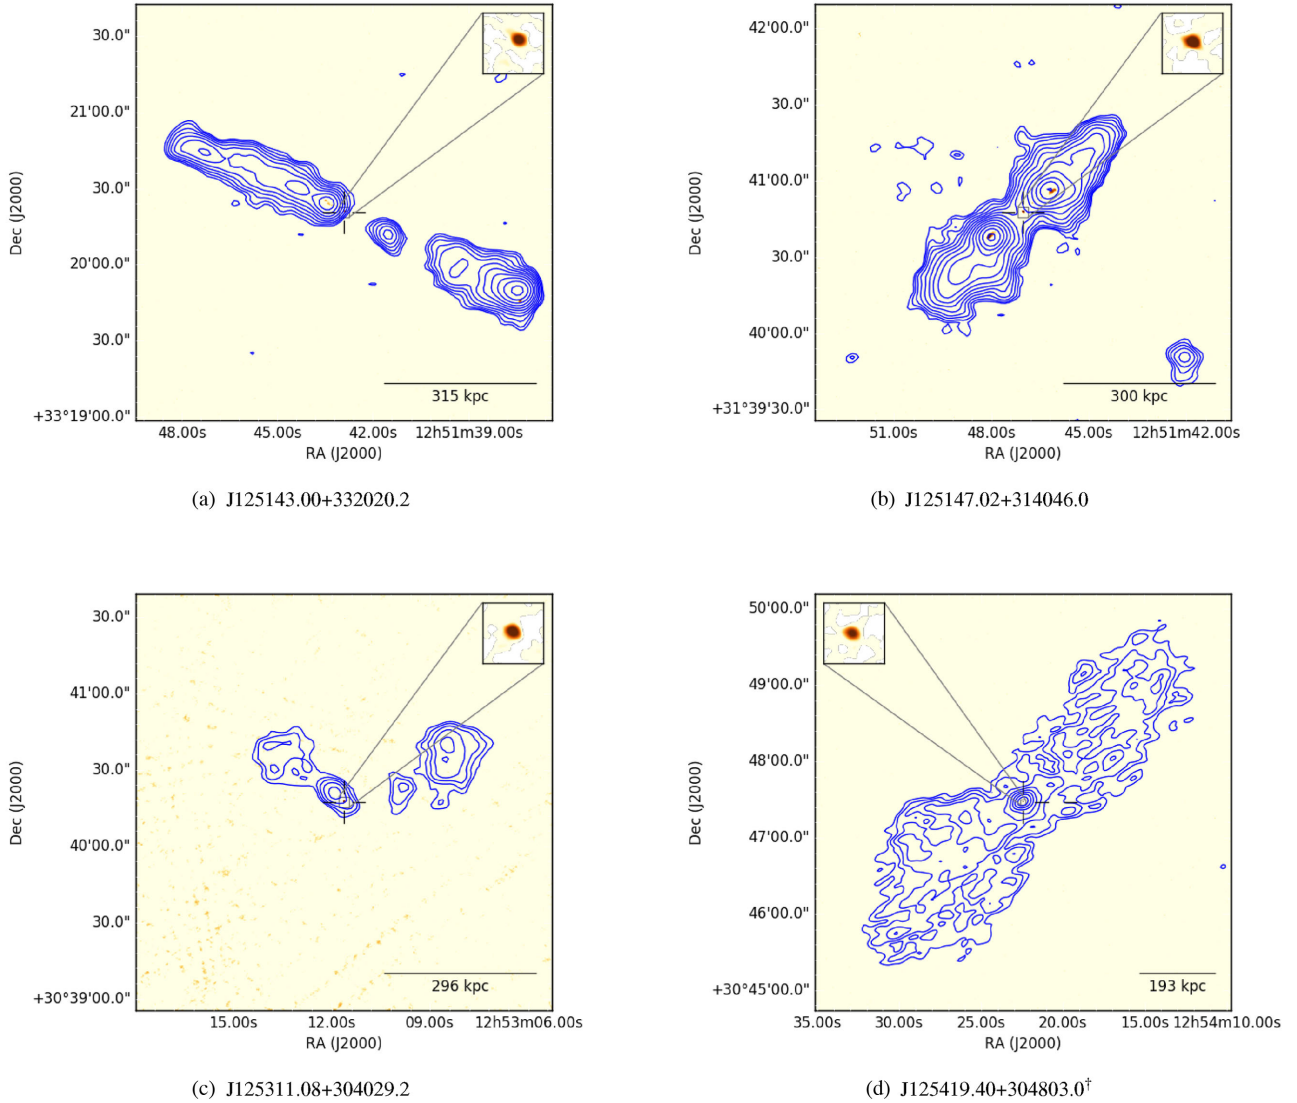 30.0"
21'00.0"
30.0"
20'00.0"
30.0"
+33°19'00.0"
Dec (J2000)
315 kpc
48.00s 45.00s 42.00s 12h51m39.00s
RA (J2000)
(a) J125143.00+332020.2
42'00.0"
30.0"
41'00.0"
30.0"
40'00.0"
+31°39'30.0"
Dec (J2000)
300 kpc
51.00s 48.00s 45.00s 12h51m42.00s
RA (J2000)
(b) J125147.02+314046.0
30.0"
41'00.0"
30.0"
40'00.0"
30.0"
+30°39'00.0"
Dec (J2000)
296 kpc
15.00s 12.00s 09.00s 12h53m06.00s
RA (J2000)
(c) J125311.08+304029.2
50'00.0"
49'00.0"
48'00.0"
47'00.0"
46'00.0"
+30°45'00.0"
Dec (J2000)
193 kpc
35.00s 30.00s 25.00s 20.00s 15.00s 12h54m10.00s
RA (J2000)
(d) J125419.40+304803.0†